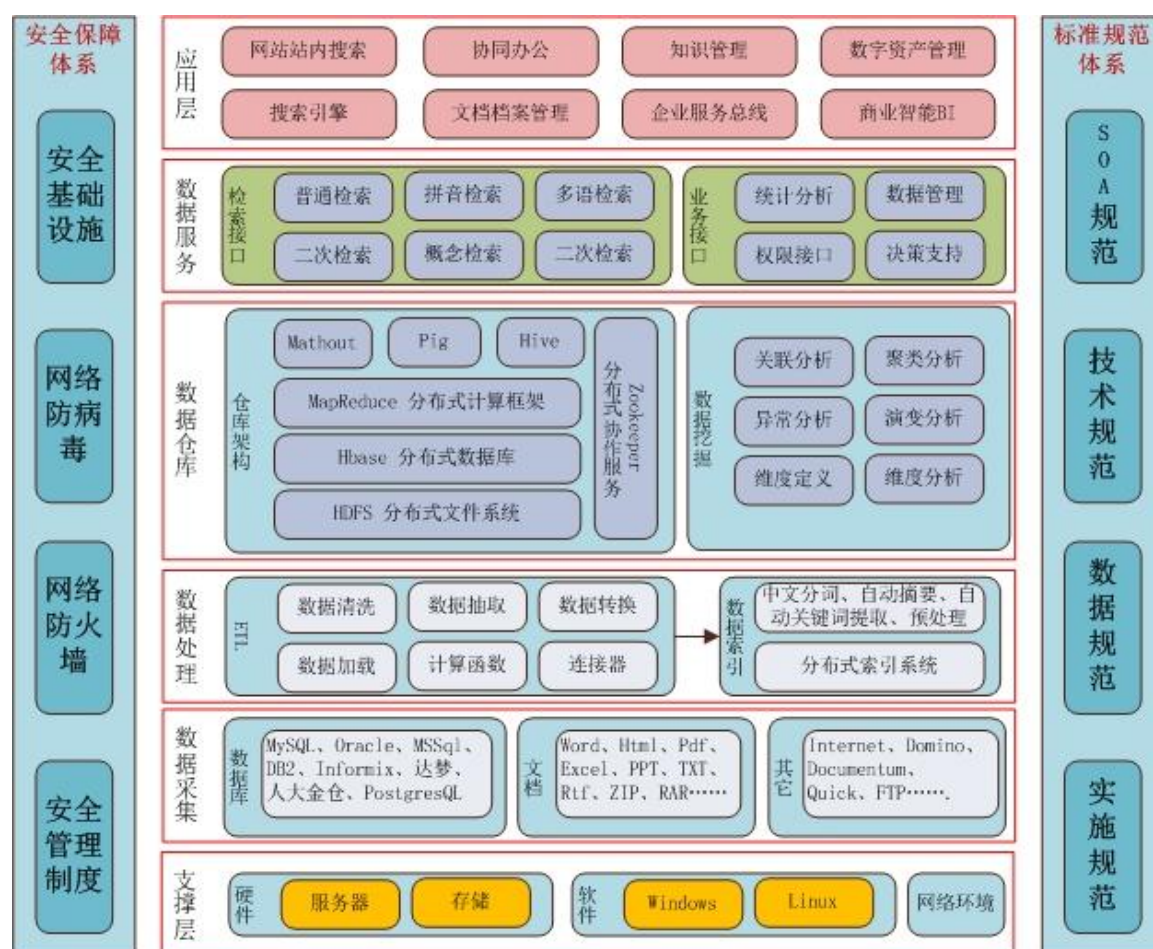 安全保障
体系
安全
基础
设施
网络
防病
毒
网络
防火
墙
安全
管理
制度
应用层
网站站内搜索
协同办公
知识管理
数字资产管理
搜索引擎
文档档案管理
企业服务总线
商业智能BI
数据服务
检索接口
普通检索
拼音检索
多语检索
二次检索
概念检索
二次检索
业务接口
统计分析
数据管理
权限接口
决策支持
数据仓库
仓库架构
Mathout
Pig
Hive
MapReduce 分布式计算框架
Hbase 分布式数据库
HDFS 分布式文件系统
Zookeeper
分布式协作服务
数据挖掘
关联分析
聚类分析
异常分析
演变分析
维度定义
维度分析
数据处理
ETL
数据清洗
数据抽取
数据转换
数据加载
计算函数
连接器
数据索引
中文分词、自动摘要、自
动关键词提取、预处理
分布式索引系统
数据采集
数据库
MySQL、Oracle、MSSql、
DB2、Informix、达梦、
人大金仓、PostgresQL
文档
Word、Html、Pdf、
Excel、PPT、TXT、
Rtf、ZIP、RAR……
其它
Internet、Domino、
Documentum、
Quick、FTP…….
支撑层
硬件
服务器
存储
软件
Windows
Linux
网络环境
标准规范
体系
SOA规范
技术规范
数据规范
实施规范